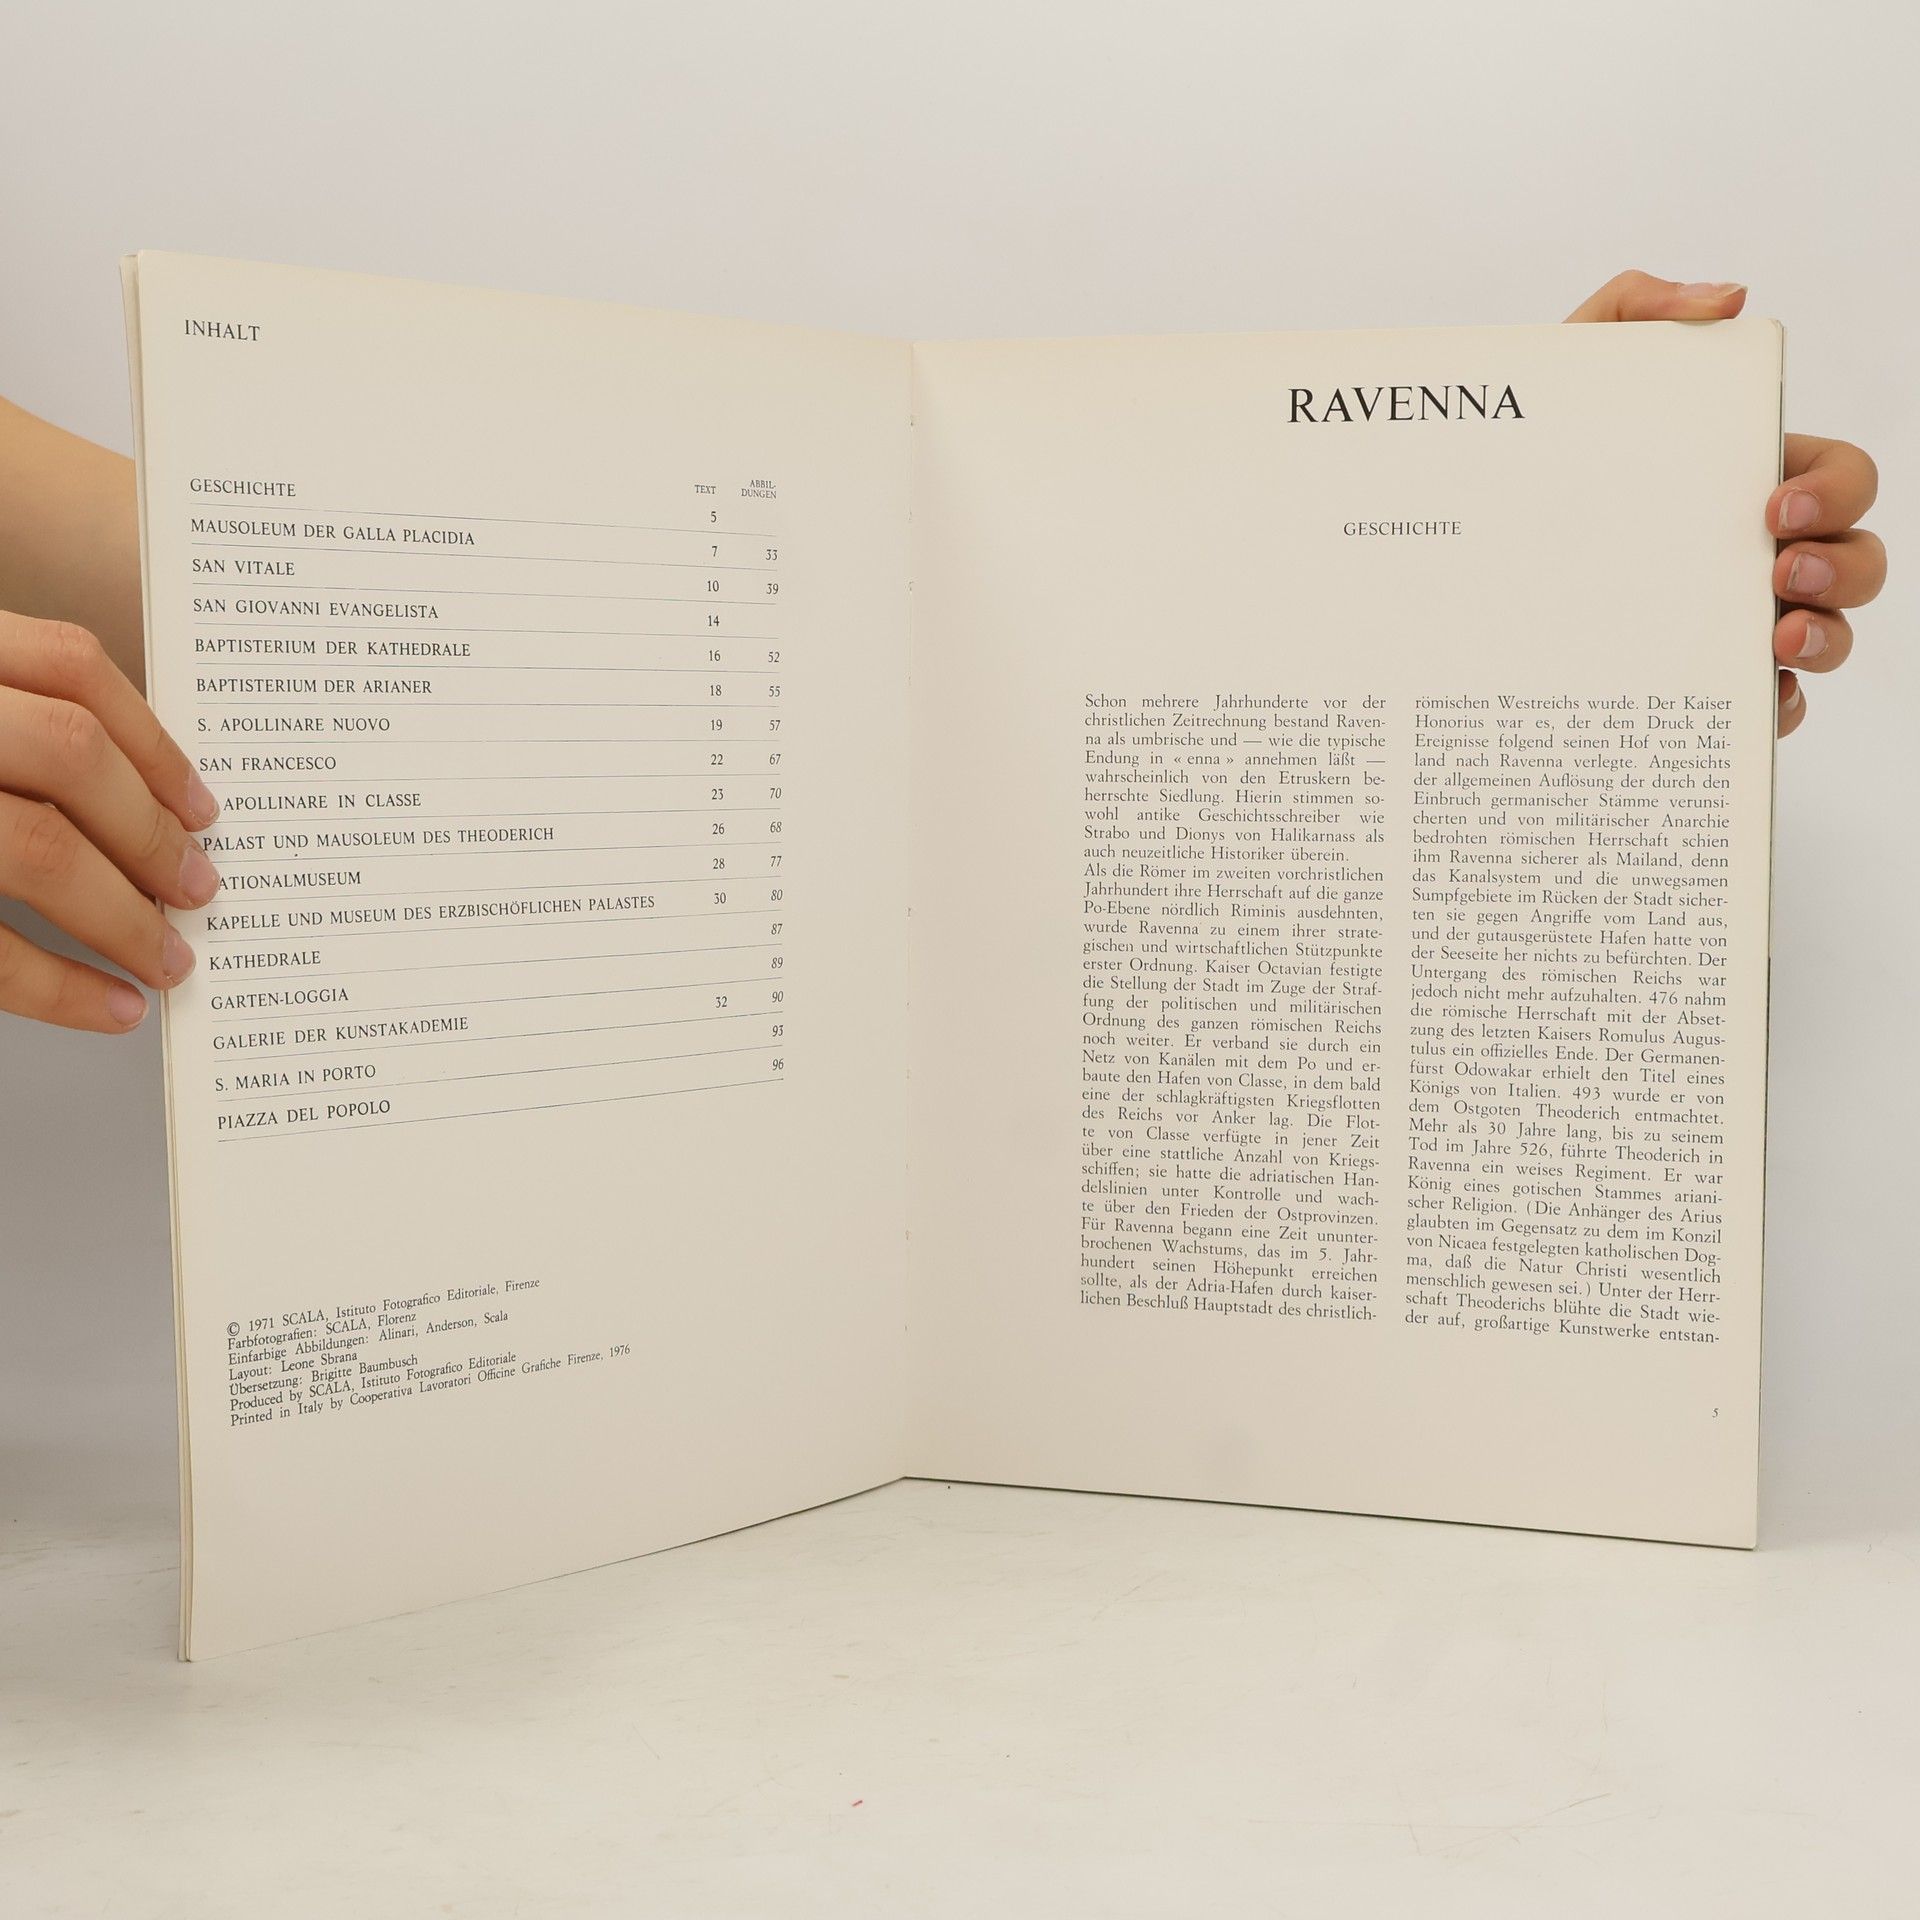 INHALT
TEXT ABBIL-
DUNGEN
GESCHICHTE 5
MAUSOLEUM DER GALLA PLACIDIA 7 33
SAN VITALE 10 39
SAN GIOVANNI EVANGELISTA 14
BAPTISTERIUM DER KATHEDRALE 16 52
BAPTISTERIUM DER ARIANER 18 55
S. APOLLINARE NUOVO 19 57
SAN FRANCESCO 22 67
APOLLINARE IN CLASSE 23 70
PALAST UND MAUSOLEUM DES THEODERICH 26 68
ATIONALMUSEUM 28 77
KAPELLE UND MUSEUM DES ERZBISCHÖFLICHEN PALASTES 30 80
KATHEDRALE 87
GARTEN-LOGGIA 89
GALERIE DER KUNSTAKADEMIE 32 90
S. MARIA IN PORTO 93
PIAZZA DEL POPOLO 96
© 1971 SCALA, Istituto Fotografico Editoriale, Firenze
Farbfotografien: SCALA, Florenz
Einfarbige Abbildungen: Alinari, Anderson, Scala
Layout: Leone Sbrana
Übersetzung: Brigitte Baumbusch
Produced by SCALA, Istituto Fotografico Editoriale
Printed in Italy by Cooperativa Lavoratori Officine Grafiche Firenze, 1976
RAVENNA
GESCHICHTE
Schon mehrere Jahrhunderte vor der
christlichen Zeitrechnung bestand Raven-
na als umbrische und — wie die typische
Endung in « enna » annehmen läßt —
wahrscheinlich von den Etruskern be-
herrschte Siedlung. Hierin stimmen so-
wohl antike Geschichtsschreiber wie
Strabo und Dionys von Halikarnass als
auch neuzeitliche Historiker überein.
Als die Römer im zweiten vorchristlichen
Jahrhundert ihre Herrschaft auf die ganze
Po-Ebene nördlich Riminis ausdehnten,
wurde Ravenna zu einem ihrer strate-
gischen und wirtschaftlichen Stützpunkte
erster Ordnung. Kaiser Octavian festigte
die Stellung der Stadt im Zuge der Straf-
fung der politischen und militärischen
Ordnung des ganzen römischen Reichs
noch weiter. Er verband sie durch ein
Netz von Kanälen mit dem Po und er-
baute den Hafen von Classe, in dem bald
eine der schlagkräftigsten Kriegsflotten
des Reichs vor Anker lag. Die Flot-
te von Classe verfügte in jener Zeit
über eine stattliche Anzahl von Kriegs-
schiffen; sie hatte die adriatischen Han-
delslinien unter Kontrolle und wach-
te über den Frieden der Ostprovinzen.
Für Ravenna begann eine Zeit ununter-
brochenen Wachstums, das im 5. Jahr-
hundert seinen Höhepunkt erreichen
sollte, als der Adria-Hafen durch kaiser-
lichen Beschluß Hauptstadt des christlich-
römischen Westreichs wurde. Der Kaiser
Honorius war es, der dem Druck der
Ereignisse folgend seinen Hof von Mai-
land nach Ravenna verlegte. Angesichts
der allgemeinen Auflösung der durch den
Einbruch germanischer Stämme verunsi-
cherten und von militärischer Anarchie
bedrohten römischen Herrschaft schien
ihm Ravenna sicherer als Mailand, denn
das Kanalsystem und die unwegsamen
Sumpfgebiete im Rücken der Stadt sicher-
ten sie gegen Angriffe vom Land aus,
und der gutausgerüstete Hafen hatte von
der Seeseite her nichts zu befürchten. Der
Untergang des römischen Reichs war
jedoch nicht mehr aufzuhalten. 476 nahm
die römische Herrschaft mit der Abset-
zung des letzten Kaisers Romulus Augus-
tulus ein offizielles Ende. Der Germanen-
fürst Odowakar erhielt den Titel eines
Königs von Italien. 493 wurde er von
dem Ostgoten Theoderich entmachtet.
Mehr als 30 Jahre lang, bis zu seinem
Tod im Jahre 526, führte Theoderich in
Ravenna ein weises Regiment. Er war
König eines gotischen Stammes ariani-
scher Religion. (Die Anhänger des Arius
glaubten im Gegensatz zu dem im Konzil
von Nicaea festgelegten katholischen Dog-
ma, daß die Natur Christi wesentlich
menschlich gewesen sei.) Unter der Herr-
schaft Theoderichs blühte die Stadt wie-
der auf, großartige Kunstwerke entstan-
5